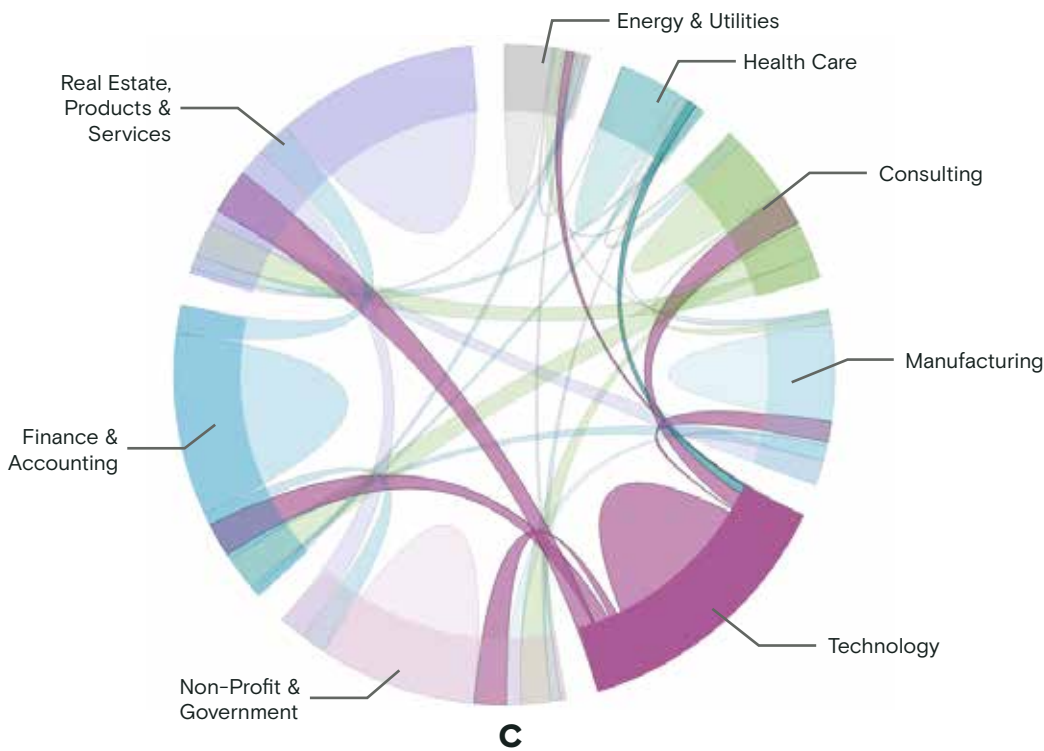 Energy & Utilities
Health Care
Real Estate,
Products &
Services
Consulting
Manufacturing
Finance &
Accounting
Technology
Non-Profit &
Government
C